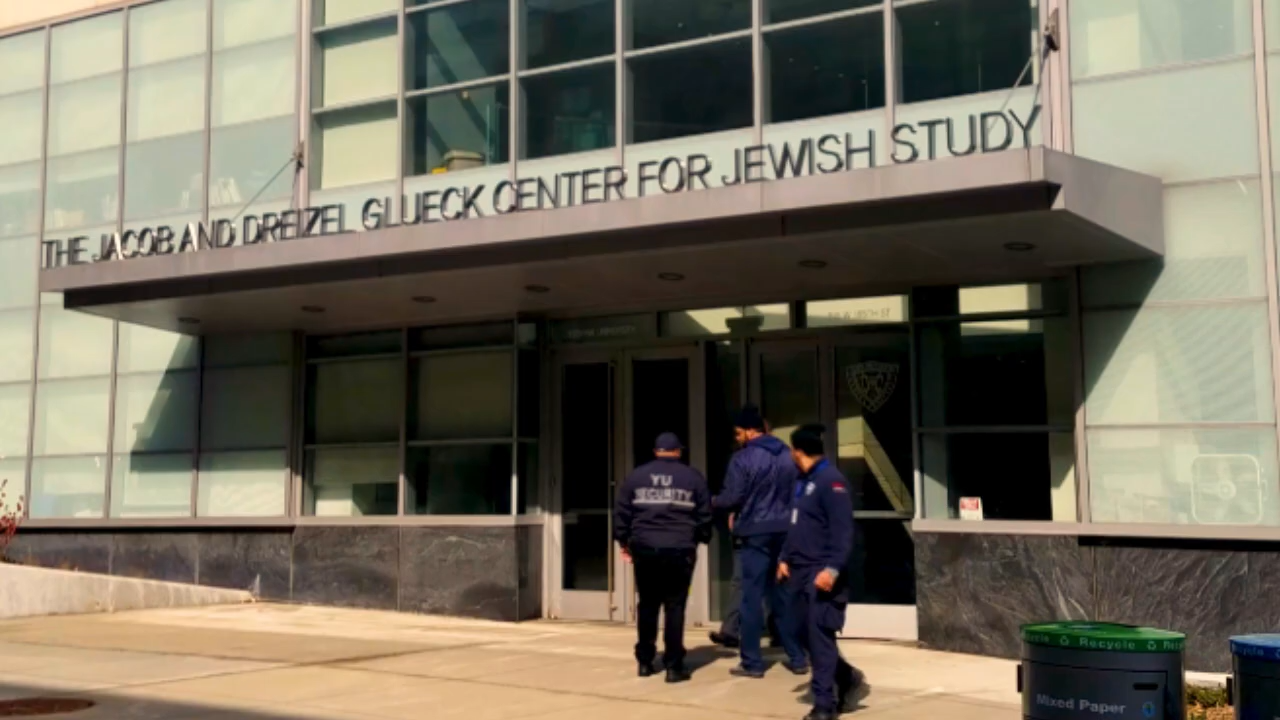 THE JACOB AND DREIZEL GLUECK CENTER FOR JEWISH STUDY
YU
SECURITY
Recycle
Mixed Paper